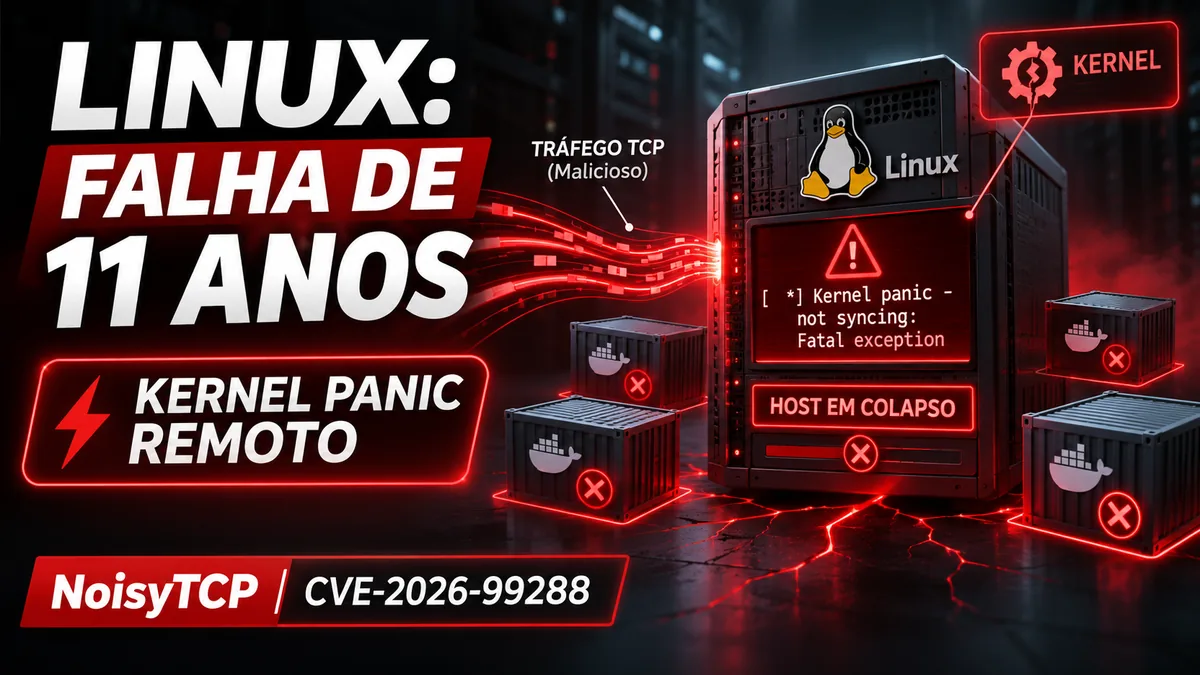 LINUX:
FALHA DE
11 ANOS
KERNEL PANIC
REMOTO
NoisyTCP | CVE-2026-99288
TRÁFEGO TCP
(Malicioso)
KERNEL
Linux
[ *] Kernel panic –
not syncing:
Fatal exception
HOST EM COLAPSO